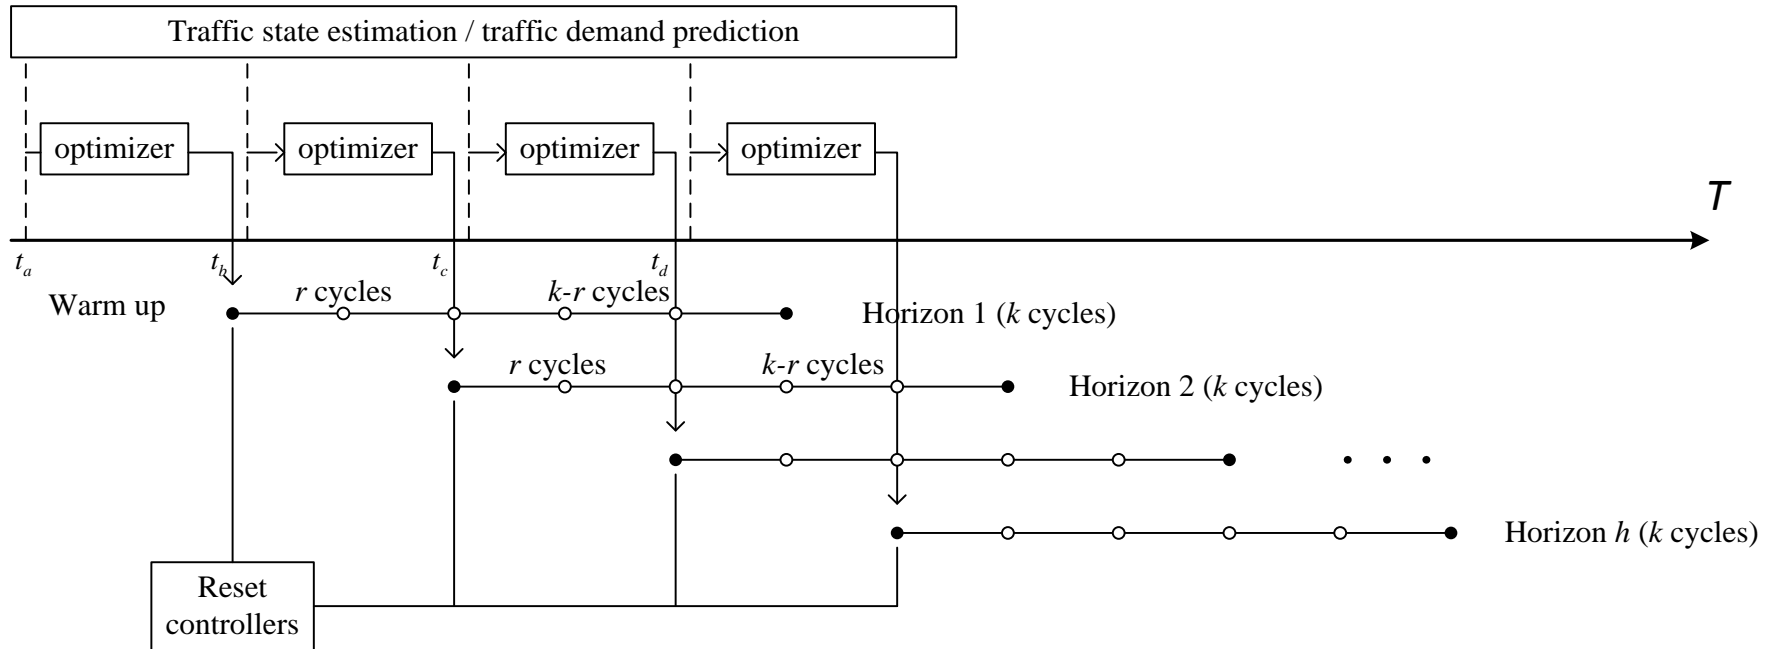 Traffic state estimation / traffic demand prediction
optimizer optimizer optimizer optimizer
T
t_a t_b t_c t_d
Warm up r cycles k-r cycles Horizon 1 (k cycles)
r cycles k-r cycles Horizon 2 (k cycles)
. . .
Horizon h (k cycles)
Reset
controllers